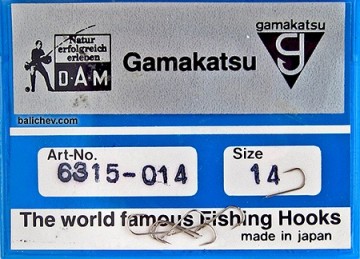 Natur
erfolgreich
erleben
D·A·M
Gamakatsu
gamakatsu
g
balichev.com
Art-No.
6315-014
Size
14
The world famous Fishing Hooks
made in japan